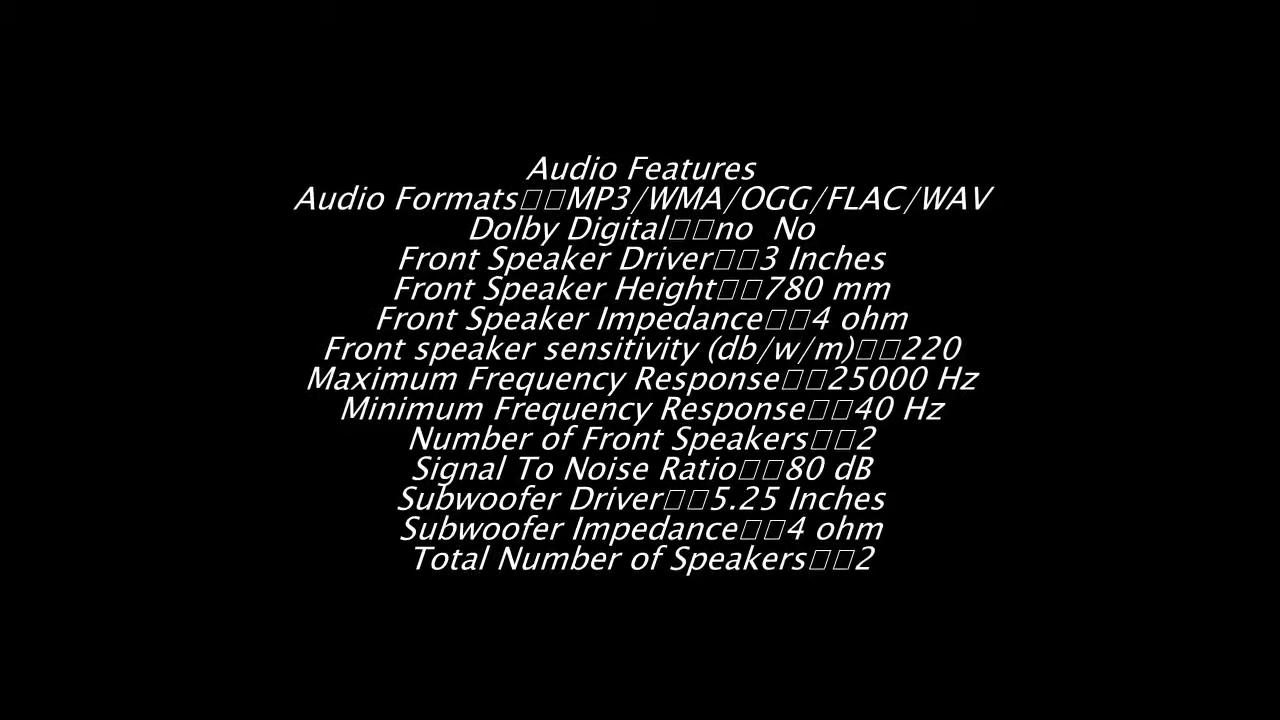 Audio Features
Audio Formats□□MP3/WMA/OGG/FLAC/WAV
Dolby Digital□□no  No
Front Speaker Driver□□3 Inches
Front Speaker Height□□780 mm
Front Speaker Impedance□□4 ohm
Front speaker sensitivity (db/w/m)□□220
Maximum Frequency Response□□25000 Hz
Minimum Frequency Response□□40 Hz
Number of Front Speakers□□2
Signal To Noise Ratio□□80 dB
Subwoofer Driver□□5.25 Inches
Subwoofer Impedance□□4 ohm
Total Number of Speakers□□2